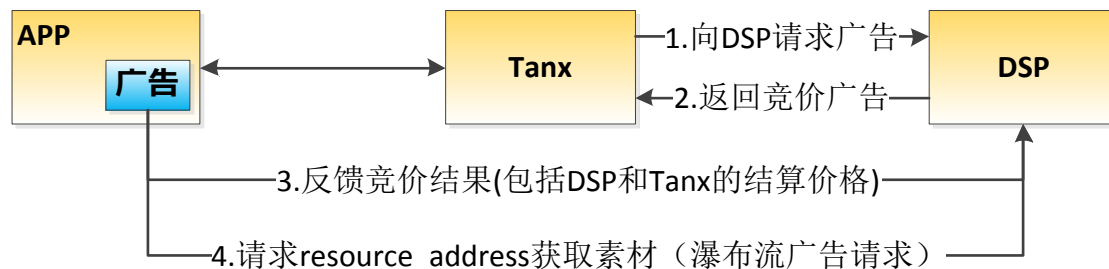 APP
广告
Tanx
DSP
1.向DSP请求广告
2.返回竞价广告
3.反馈竞价结果(包括DSP和Tanx的结算价格)
4.请求resource address获取素材（瀑布流广告请求）